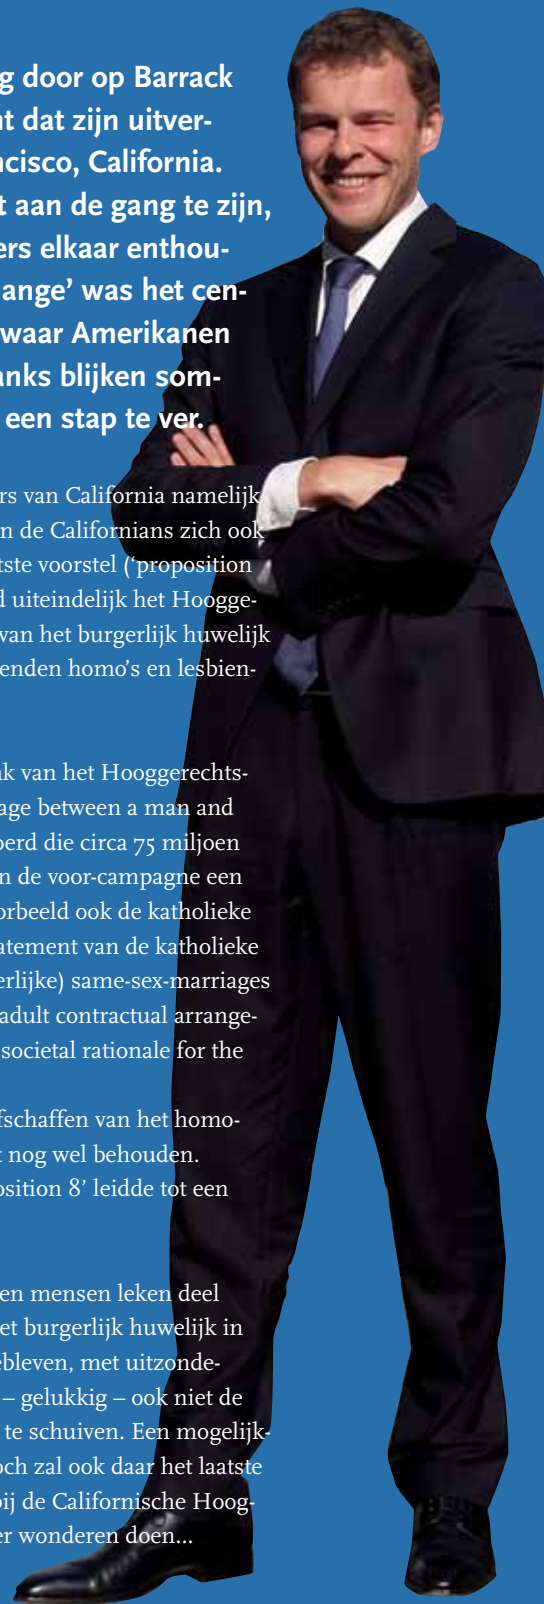 g door op Barrack
nt dat zijn uitver-
ncisco, California.
t aan de gang te zijn,
ers elkaar enthou-
ange’ was het cen-
waar Amerikanen
anks blijken som-
een stap te ver.
rs van California namelijk
n de Californians zich ook
tste voorstel (‘proposition
d uiteindelijk het Hoogge-
van het burgerlijk huwelijk
enden homo’s en lesbien-
ak van het Hooggerechts-
age between a man and
perd die circa 75 miljoen
n de voor-campagne een
orbeeld ook de katholieke
atement van de katholieke
erlijke) same-sex-marriages
adult contractual arrange-
societal rationale for the
fschaffen van het homo-
t nog wel behouden.
osition 8’ leidde tot een
en mensen leken deel
et burgerlijk huwelijk in
ebleven, met uitzonde-
– gelukkig – ook niet de
te schuiven. Een mogelijk-
och zal ook daar het laatste
bij de Californische Hoog-
er wonderen doen...